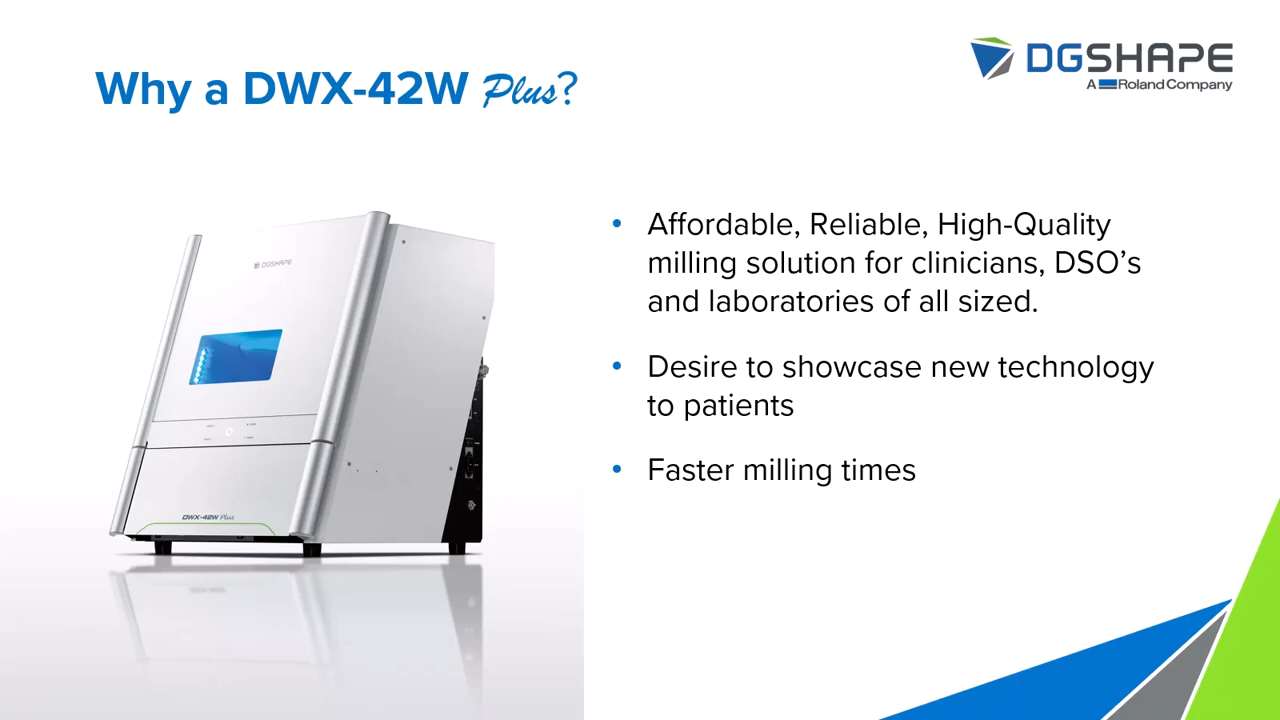 Why a DWX-42W Plus?
DGSHAPE
A Roland Company
Affordable, Reliable, High-Quality
milling solution for clinicians, DSO's
and laboratories of all sized.
Desire to showcase new technology
to patients
Faster milling times
DGSHAPE
DWX-42W Plus